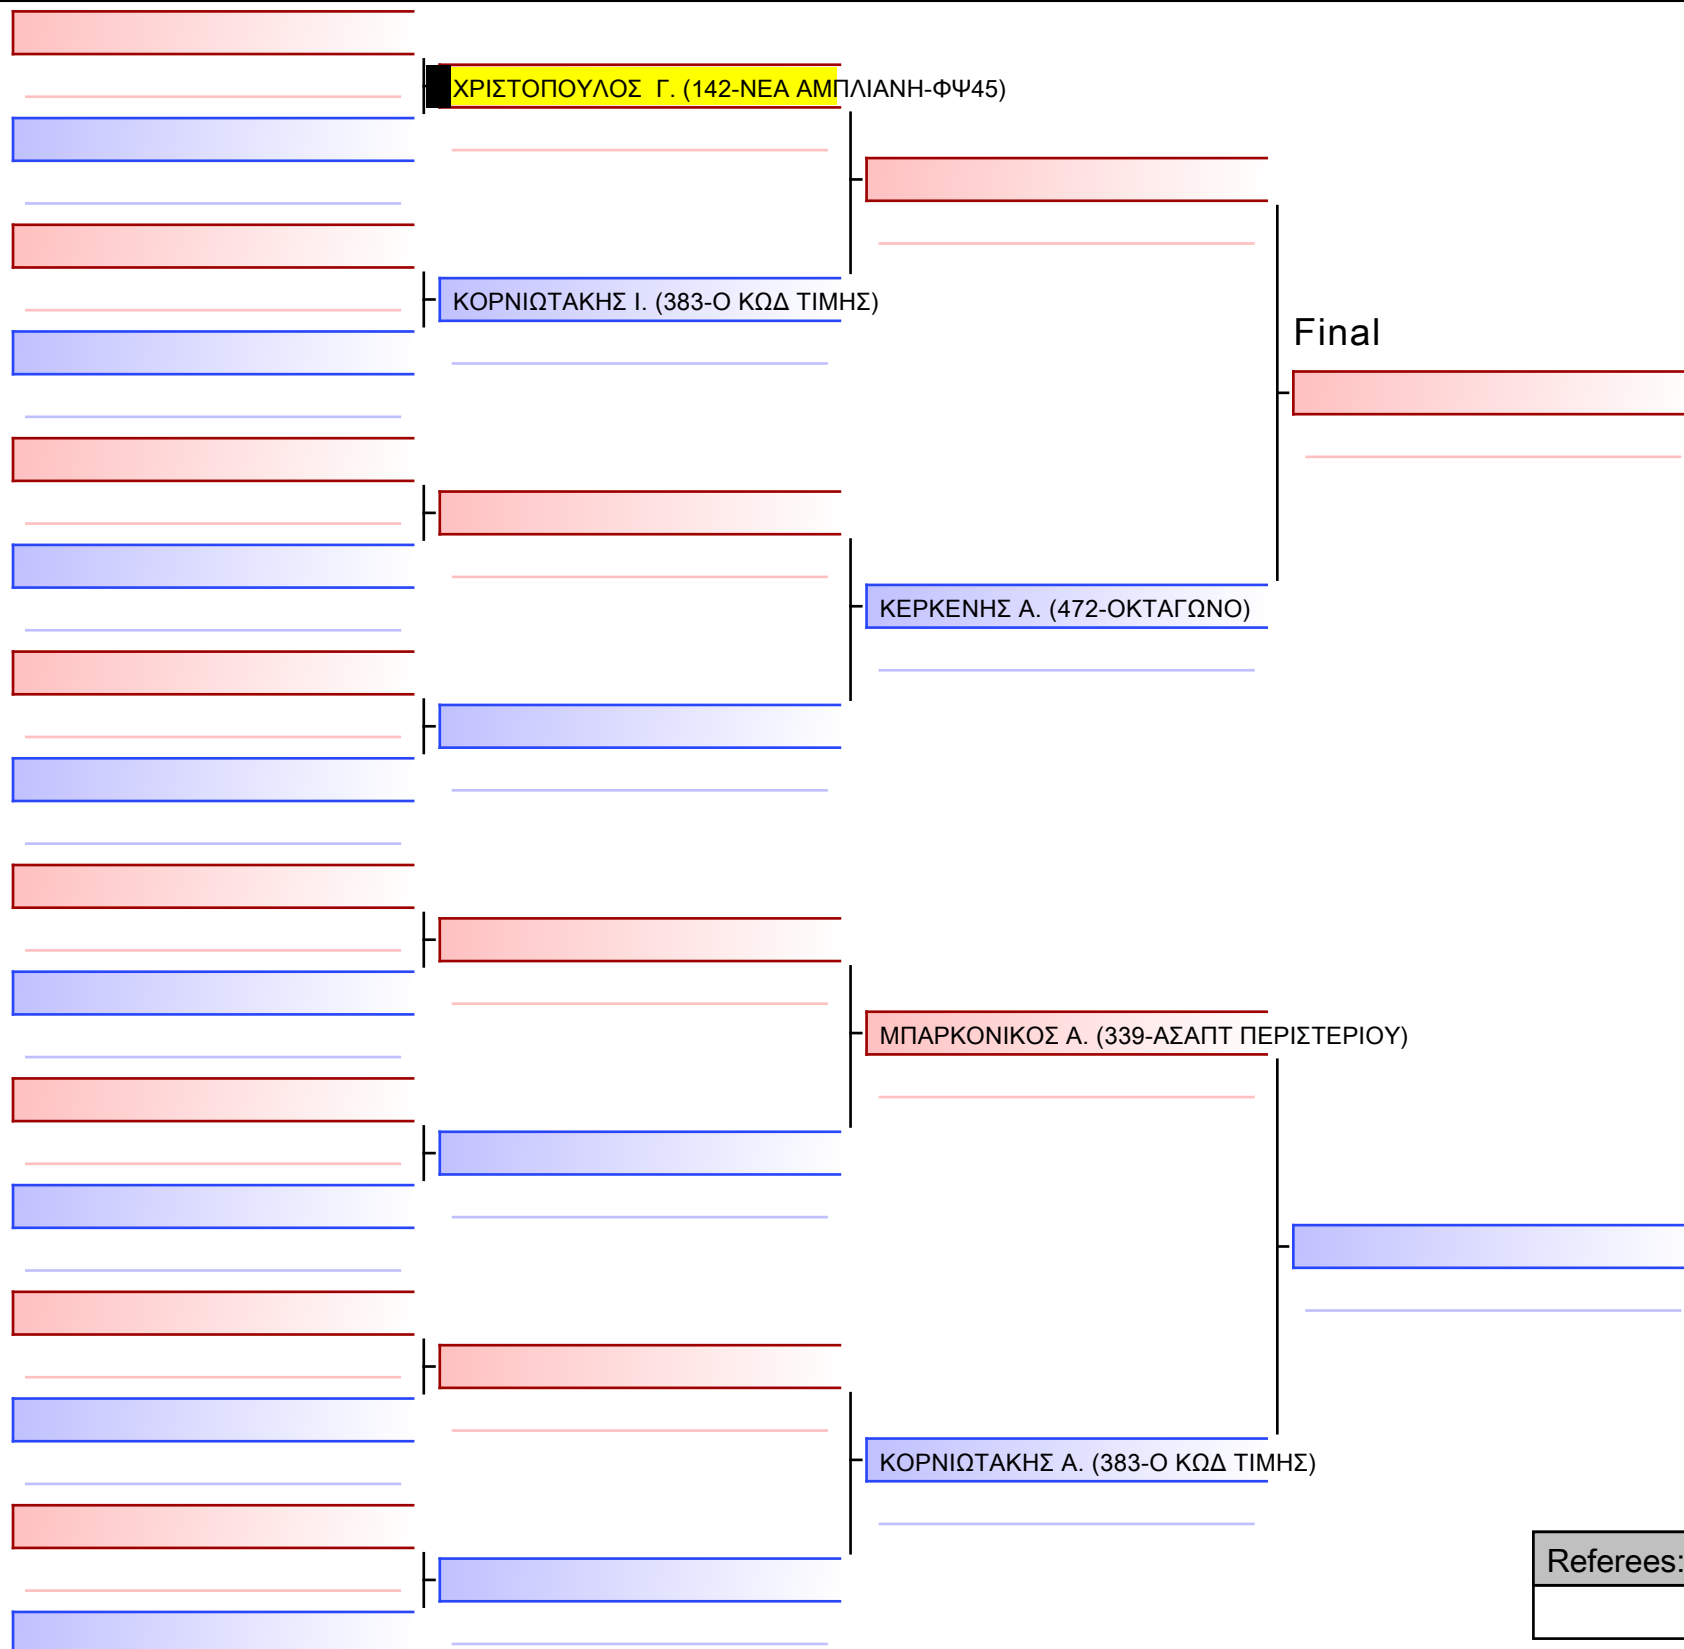 ΧΡΙΣΤΟΠΟΥΛΟΣ  Γ. (142-ΝΕΑ ΑΜΠΛΙΑΝΗ-ΦΨ45)
ΚΟΡΝΙΩΤΑΚΗΣ Ι. (383-Ο ΚΩΔ ΤΙΜΗΣ)
Final
ΚΕΡΚΕΝΗΣ Α. (472-ΟΚΤΑΓΩΝΟ)
ΜΠΑΡΚΟΝΙΚΟΣ Α. (339-ΑΣΑΠΤ ΠΕΡΙΣΤΕΡΙΟΥ)
ΚΟΡΝΙΩΤΑΚΗΣ Α. (383-Ο ΚΩΔ ΤΙΜΗΣ)
Referees: